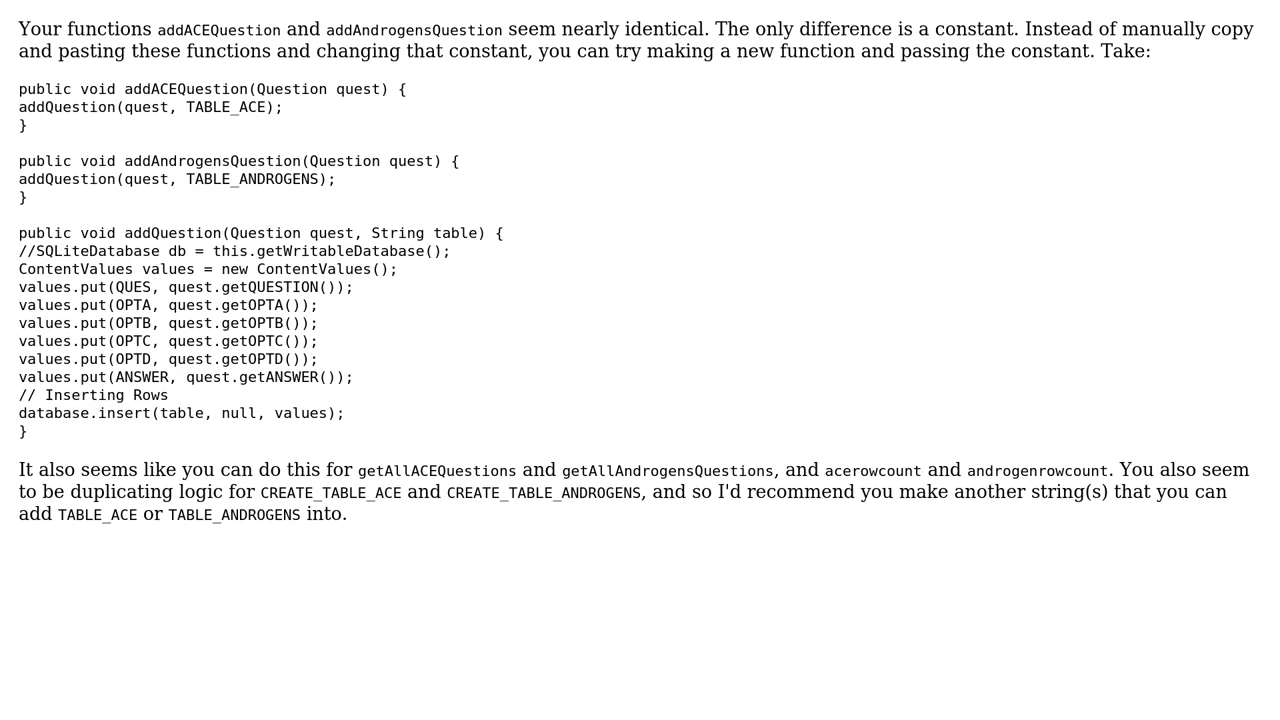 Your functions addACEQuestion and addAndrogensQuestion seem nearly identical. The only difference is a constant. Instead of manually copy
and pasting these functions and changing that constant, you can try making a new function and passing the constant. Take:
public void addACEQuestion(Question quest) {
addQuestion(quest, TABLE_ACE);
}
public void addAndrogensQuestion(Question quest) {
addQuestion(quest, TABLE_ANDROGENS);
}
public void addQuestion(Question quest, String table) {
//SQLiteDatabase db = this.getWritableDatabase();
ContentValues values = new ContentValues();
values.put(QUES, quest.getQUESTION());
values.put(OPTA, quest.getOPTA());
values.put(OPTB, quest.getOPTB());
values.put(OPTC, quest.getOPTC());
values.put(OPTD, quest.getOPTD());
values.put(ANSWER, quest.getANSWER());
// Inserting Rows
database.insert(table, null, values);
}
It also seems like you can do this for getAllACEQuestions and getAllAndrogensQuestions, and acerowcount and androgenrowcount. You also seem
to be duplicating logic for CREATE_TABLE_ACE and CREATE_TABLE_ANDROGENS, and so I'd recommend you make another string(s) that you can
add TABLE_ACE or TABLE_ANDROGENS into.